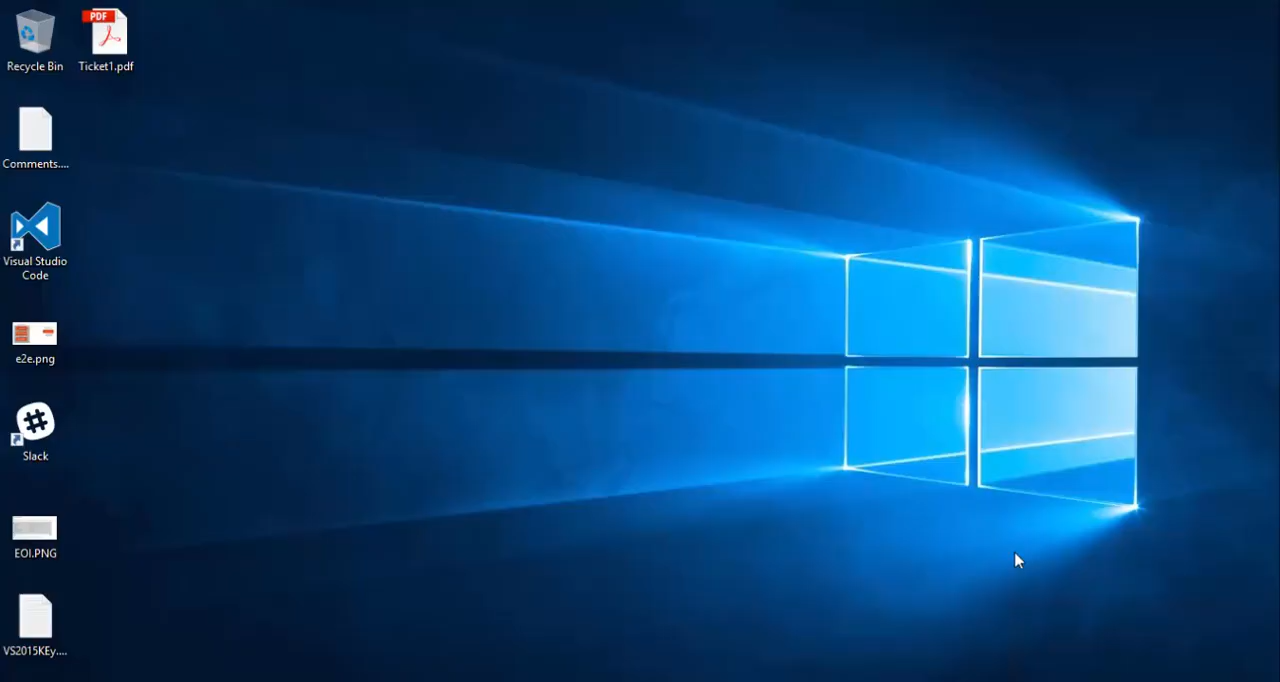 Recycle Bin
PDF
Ticket1.pdf
Comments....
Visual Studio
Code
e2e.png
Slack
EOI.PNG
VS2015KEy....